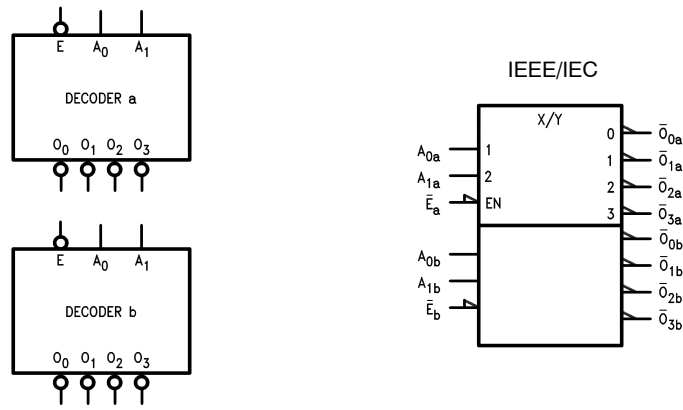 E A0 A1
DECODER a
O0 O1 O2 O3
E A0 A1
DECODER b
O0 O1 O2 O3
IEEE/IEC
X/Y
A0a 1
A1a 2
Ēa EN
0 Ō0a
1 Ō1a
2 Ō2a
3 Ō3a
A0b
A1b
Ēb
Ō0b
Ō1b
Ō2b
Ō3b